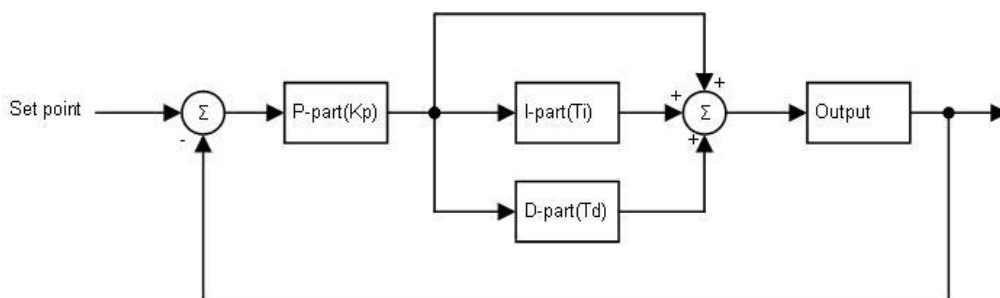 Set point
Σ
-
P-part(Kp)
I-part(Ti)
D-part(Td)
+
+
+
Σ
Output